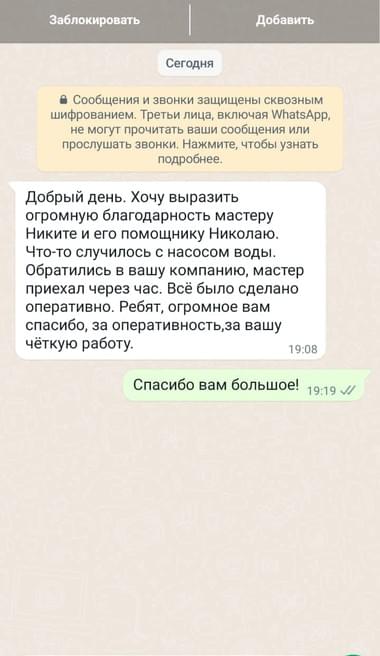 Заблокировать Добавить
Сегодня
Сообщения и звонки защищены сквозным
шифрованием. Третьи лица, включая WhatsApp,
не могут прочитать ваши сообщения или
прослушать звонки. Нажмите, чтобы узнать
подробнее.
Добрый день. Хочу выразить
огромную благодарность мастеру
Никите и его помощнику Николаю.
Что-то случилось с насосом воды.
Обратились в вашу компанию, мастер
приехал через час. Всё было сделано
оперативно. Ребят, огромное вам
спасибо, за оперативность,за вашу
чёткую работу.
19:08
Спасибо вам большое! 19:19